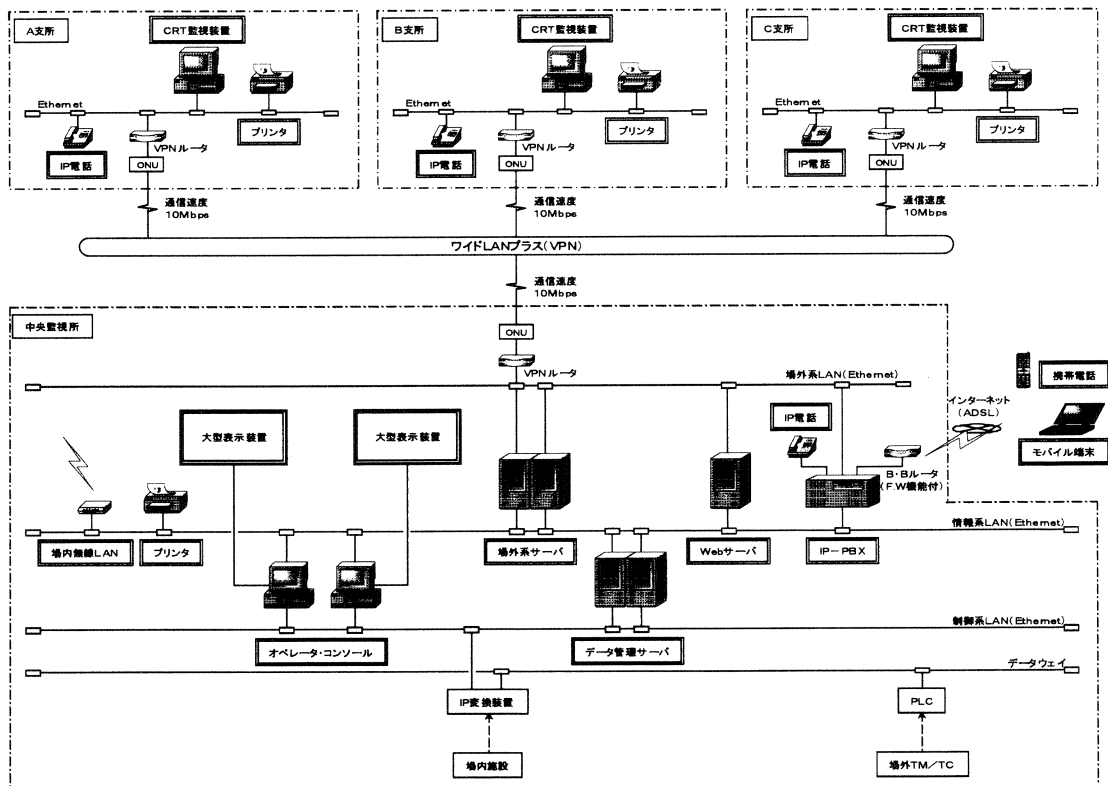 A支所
CRT監視装置
Ethernet
IP電話
VPNルータ
ONU
プリンタ
通信速度
10Mbps
B支所
CRT監視装置
Ethernet
IP電話
VPNルータ
ONU
プリンタ
通信速度
10Mbps
C支所
CRT監視装置
Ethernet
IP電話
VPNルータ
ONU
プリンタ
通信速度
10Mbps
ワイドLANプラス(VPN)
通信速度
10Mbps
中央監視所
ONU
VPNルータ
場外系LAN(Ethernet)
携帯電話
インターネット
(ADSL)
モバイル端末
大型表示装置
大型表示装置
IP電話
B・Bルータ
(F.W機能付)
情報系LAN(Ethernet)
場内無線LAN
プリンタ
場外系サーバ
Webサーバ
IP-PBX
制御系LAN(Ethernet)
オペレータ・コンソール
データ管理サーバ
データウェイ
IP変換装置
PLC
場内施設
場外TM/TC